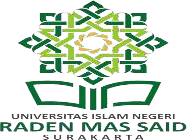 UNIVERSITAS ISLAM NEGERI
RADEN MAS SAID
SURAKARTA